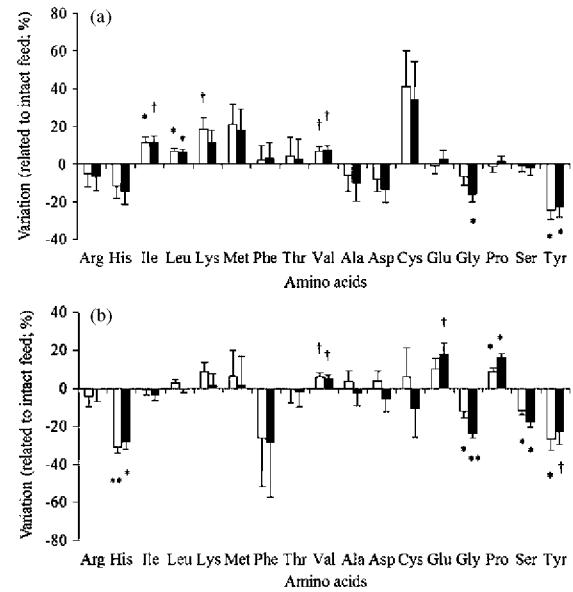 (a)
Variation (related to intact feed; %)
80
60
40
20
0
-20
-40
* † * * † † † * * *
Arg His Ile Leu Lys Met Phe Thr Val Ala Asp Cys Glu Gly Pro Ser Tyr
Amino acids
(b)
Variation (related to intact feed; %)
40
20
0
-20
-40
-60
-80
† † † * * ** * * ** * * * †
Arg His Ile Leu Lys Met Phe Thr Val Ala Asp Cys Glu Gly Pro Ser Tyr
Amino acids